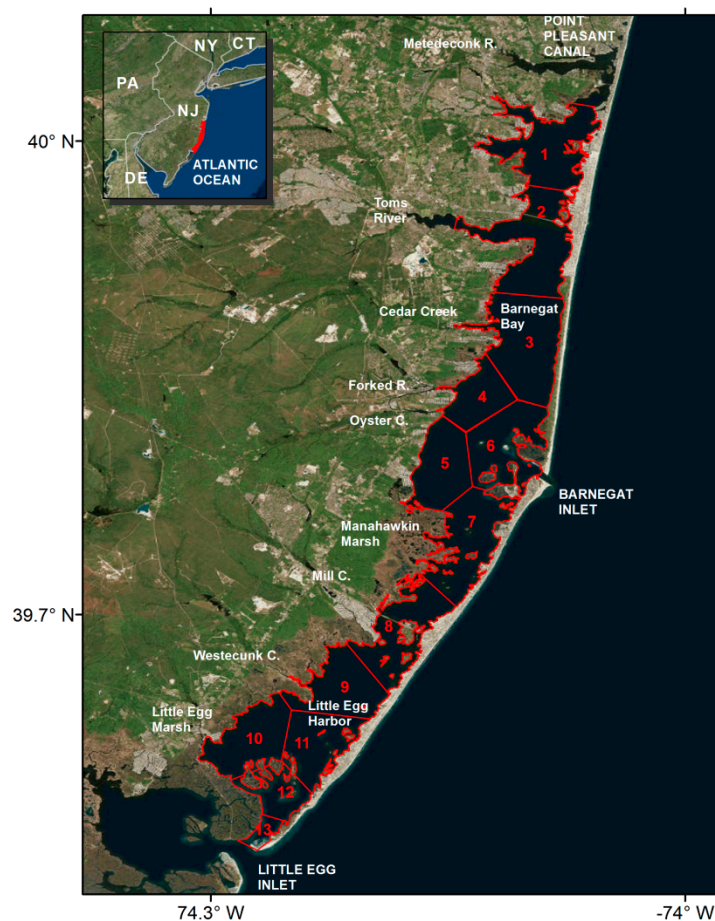 POINT
PLEASANT
CANAL
Metedeconk R.
NY
CT
PA
NJ
ATLANTIC
OCEAN
DE
40° N
1
2
Toms
River
Cedar Creek
Barnegat
Bay
3
Forked R.
4
Oyster C.
6
5
BARNEGAT
INLET
7
Manahawkin
Marsh
Mill C.
39.7° N
8
Westecunk C.
9
Little Egg
Harbor
Little Egg
Marsh
10
11
12
13
LITTLE EGG
INLET
74.3° W
-74° W